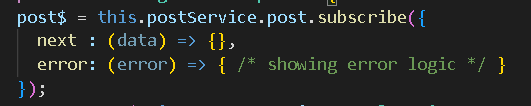 post$ = this.postService.post.subscribe({
next : (data) => {},
error: (error) => { /* showing error logic */ }
});